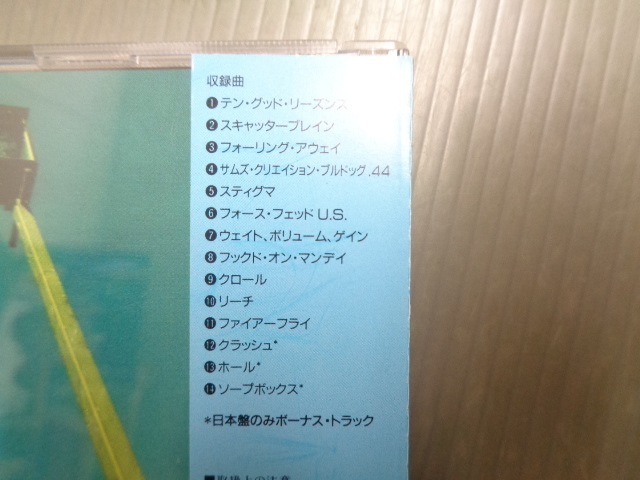 収録曲
❶テン・グッド・リーズンズ
❷スキャッターブレイン
❸フォーリング・アウェイ
❹サムズ・クリエイション・ブルドッグ.44
❺スティグマ
❻フォース・フェッドU.S.
❼ウェイト、ボリューム、ゲイン
❽フックド・オン・マンデイ
❾クロール
❿リーチ
⓫ファイアーフライ
⓬クラッシュ*
⓭ホール*
⓮ソープボックス*
*日本盤のみボーナス・トラック